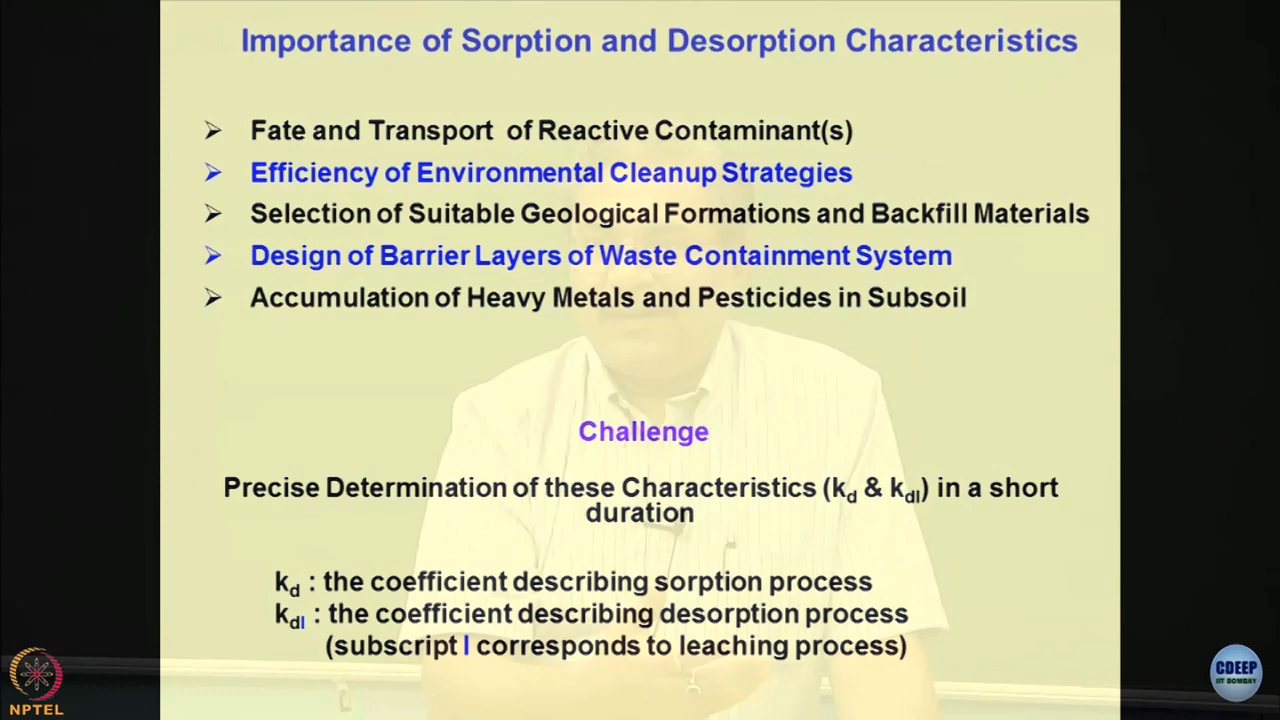 Importance of Sorption and Desorption Characteristics
➢ Fate and Transport of Reactive Contaminant(s)
➢ Efficiency of Environmental Cleanup Strategies
➢ Selection of Suitable Geological Formations and Backfill Materials
➢ Design of Barrier Layers of Waste Containment System
➢ Accumulation of Heavy Metals and Pesticides in Subsoil
Challenge
Precise Determination of these Characteristics (kd & kdl) in a short
duration
kd : the coefficient describing sorption process
kdl : the coefficient describing desorption process
(subscript l corresponds to leaching process)
NPTEL
CDEEP
IIT BOMBAY